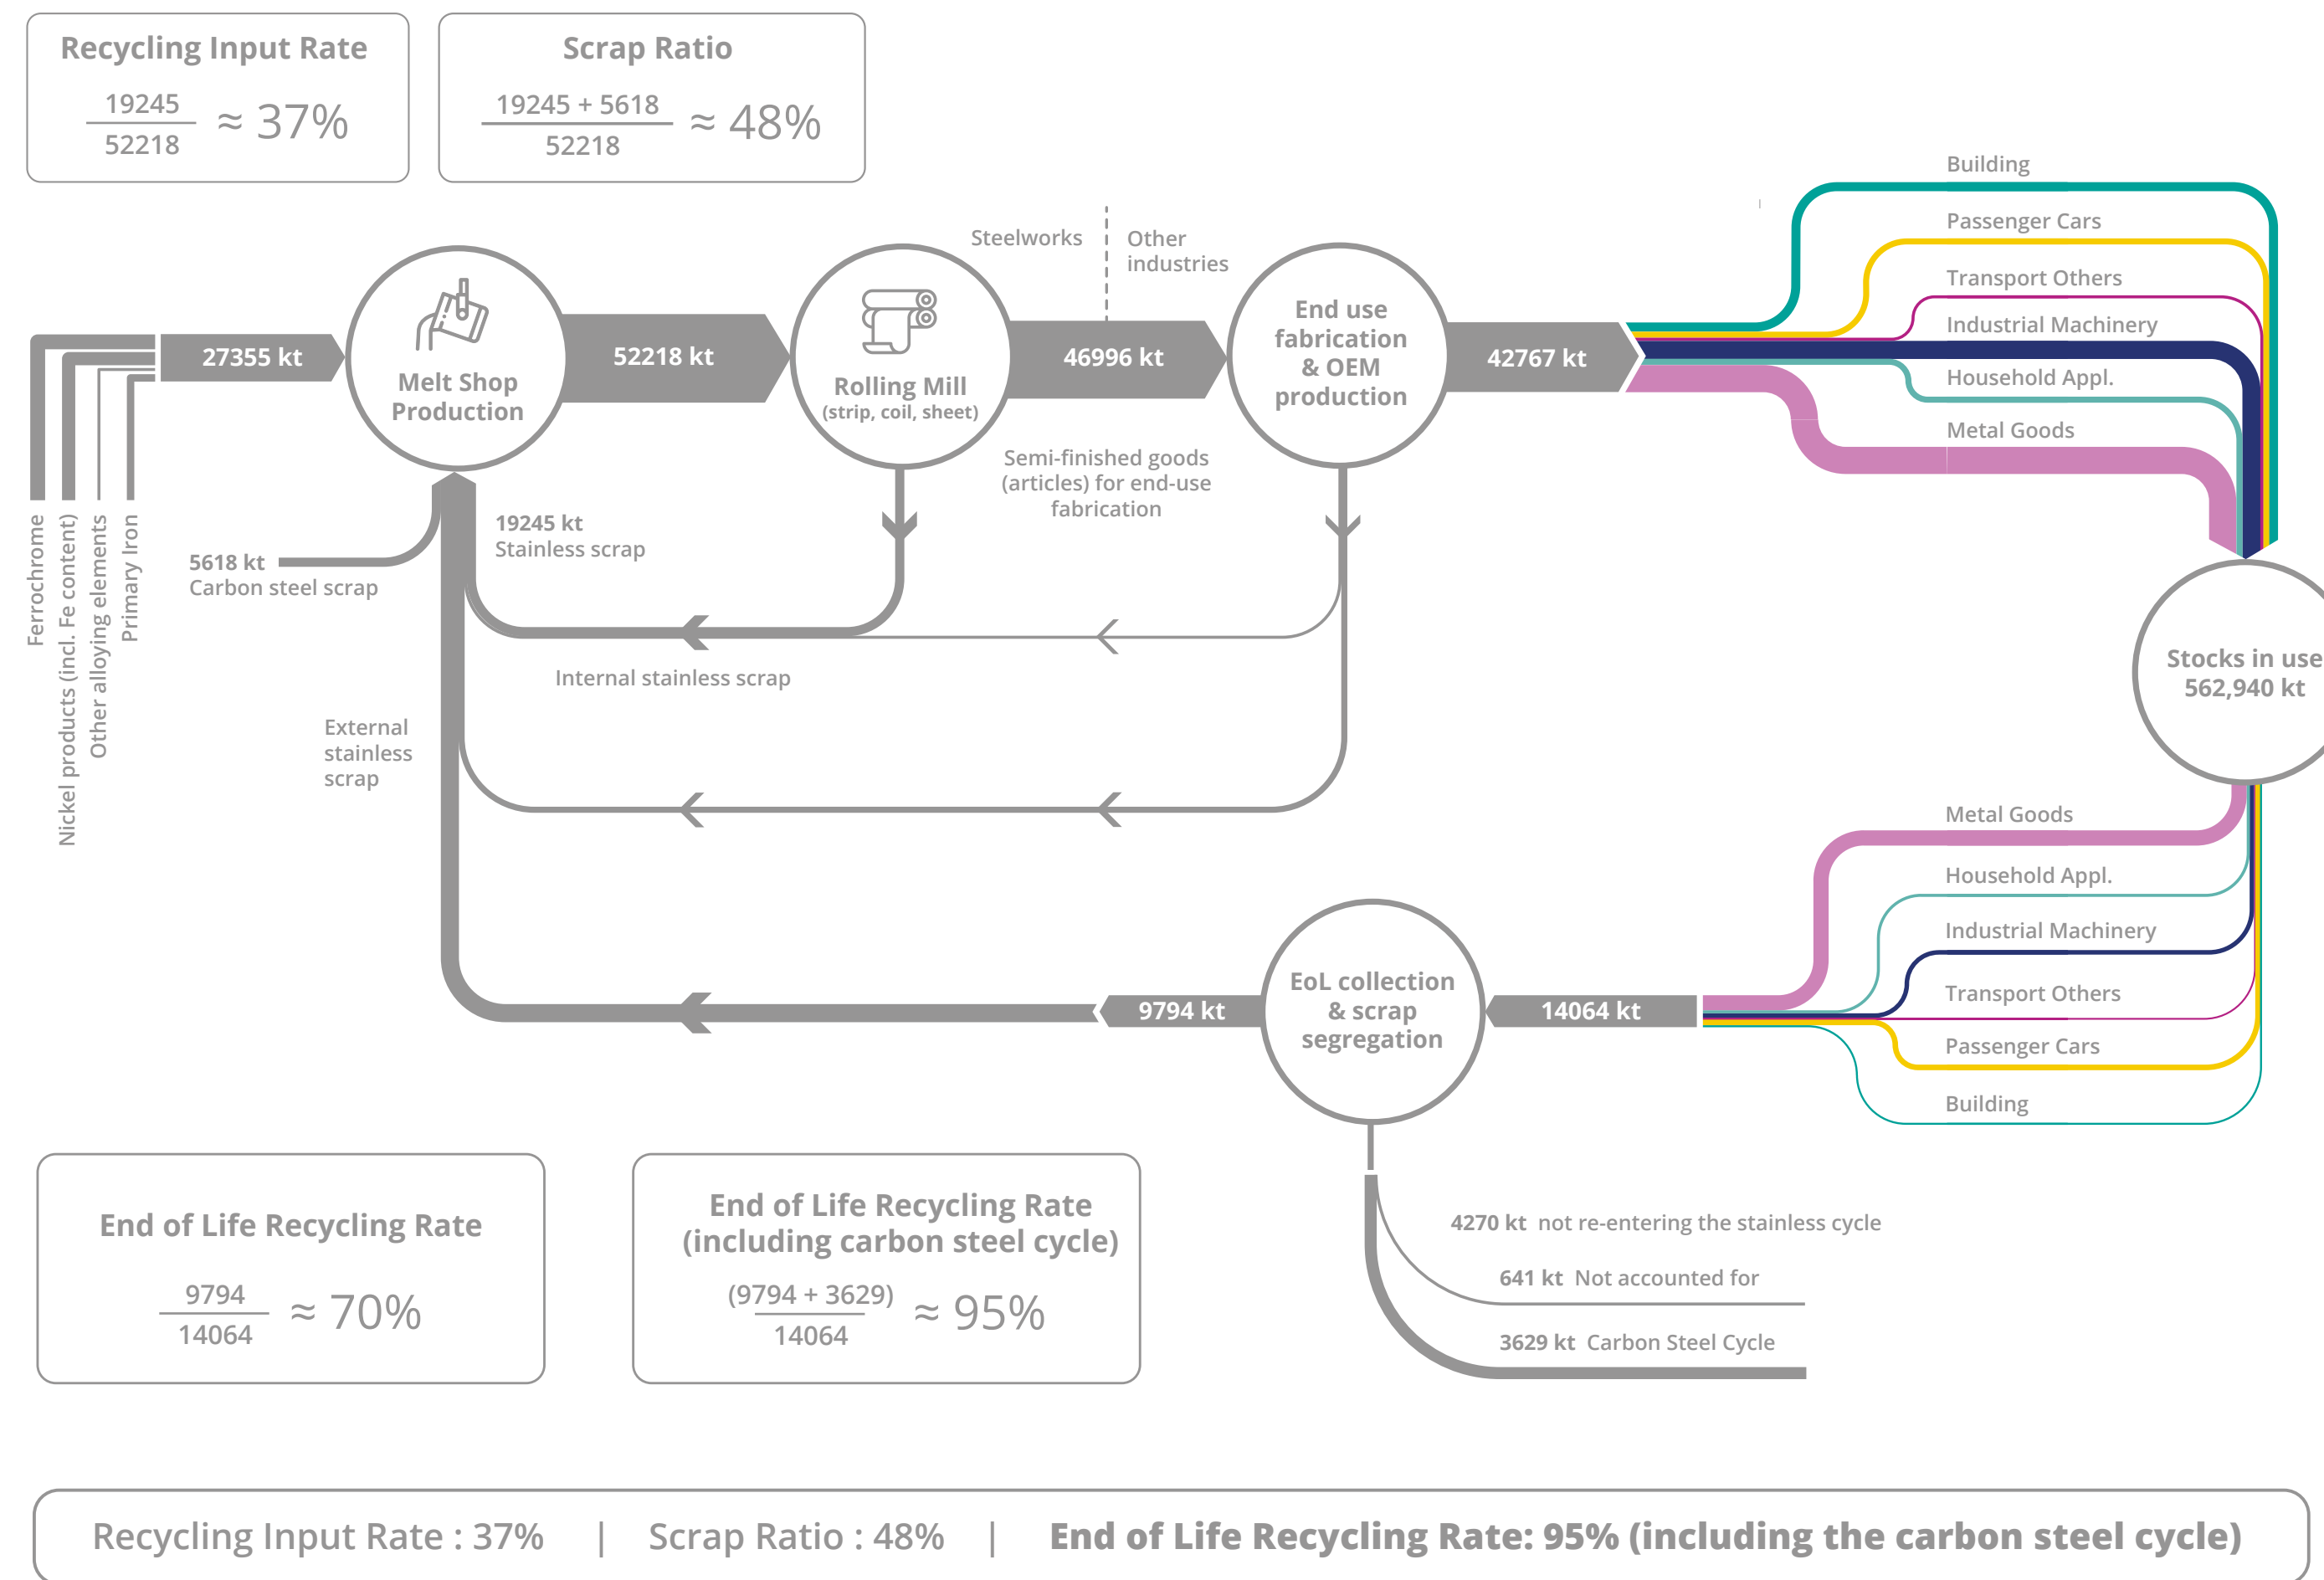 Recycling Input Rate
19245
52218
≈ 37%
Scrap Ratio
19245 + 5618
52218
≈ 48%
Building
Passenger Cars
Transport Others
Industrial Machinery
Household Appl.
Metal Goods
Steelworks
Other
industries
27355 kt
Melt Shop
Production
52218 kt
Rolling Mill
(strip, coil, sheet)
46996 kt
End use
fabrication
& OEM
production
42767 kt
Semi-finished goods
(articles) for end-use
fabrication
Ferrochrome
Nickel products (incl. Fe content)
Other alloying elements
Primary Iron
5618 kt
Carbon steel scrap
19245 kt
Stainless scrap
Internal stainless scrap
External
stainless
scrap
Stocks in use
562,940 kt
Metal Goods
Household Appl.
Industrial Machinery
Transport Others
Passenger Cars
Building
9794 kt
EoL collection
& scrap
segregation
14064 kt
4270 kt not re-entering the stainless cycle
641 kt Not accounted for
3629 kt Carbon Steel Cycle
End of Life Recycling Rate
9794
14064
≈ 70%
End of Life Recycling Rate
(including carbon steel cycle)
(9794 + 3629)
14064
≈ 95%
Recycling Input Rate : 37% | Scrap Ratio : 48% | End of Life Recycling Rate: 95% (including the carbon steel cycle)